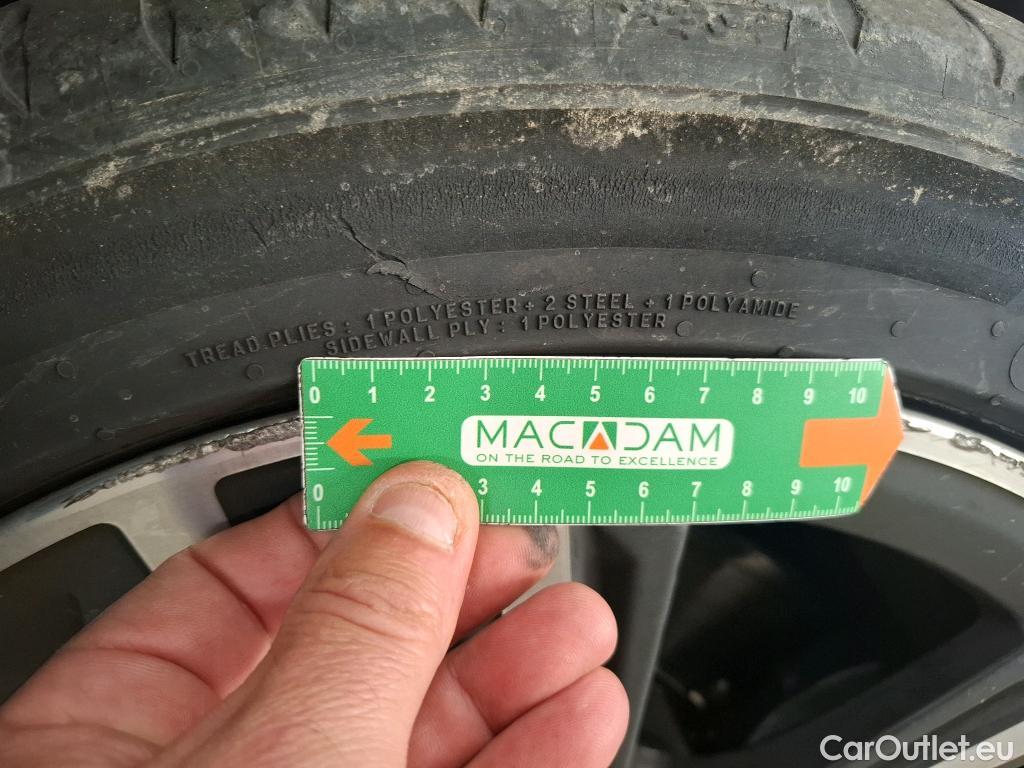 TREAD PLIES : 1 POLYESTER + 2 STEEL + 1 POLYAMIDE
SIDEWALL PLY : 1 POLYESTER
0 1 2 3 4 5 6 7 8 9 10
MACADAM
ON THE ROAD TO EXCELLENCE
0 3 4 5 6 7 8 9 10
CarOutlet.eu